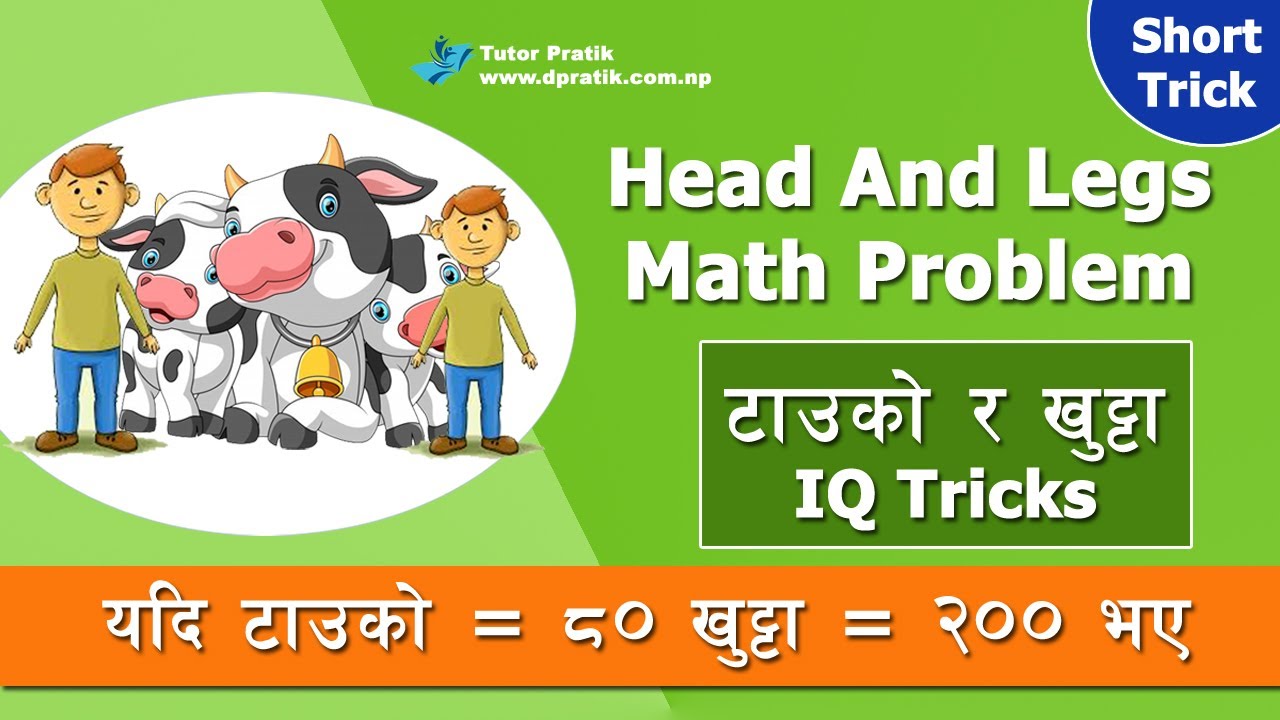 Tutor Pratik
www.dpratik.com.np
Short
Trick
Head And Legs
Math Problem
टाउको र खुट्टा
IQ Tricks
यदि टाउको = ८० खुट्टा = २०० भए